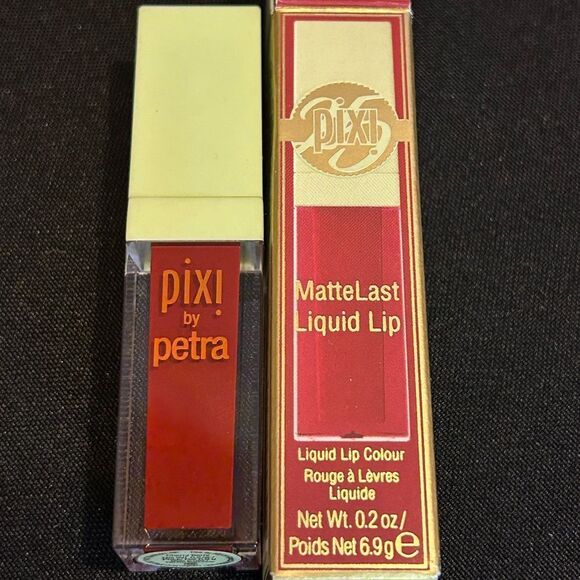 pixi
by
petra
pixi
MatteLast
Liquid Lip
Liquid Lip Colour
Rouge à Lèvres
Liquide
Net Wt. 0.2 oz/
Poids Net 6.9g e